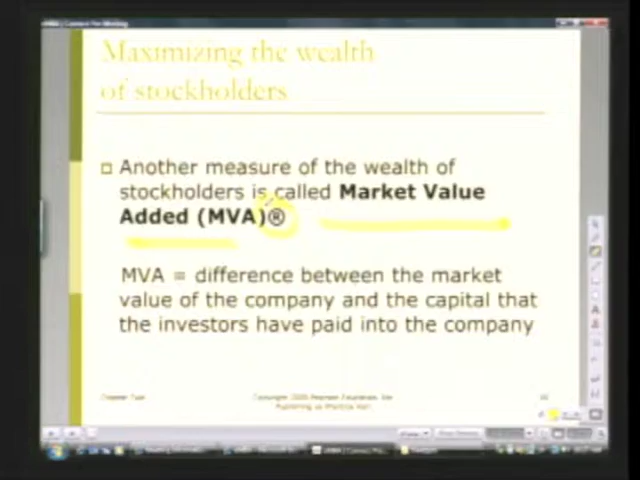 Maximizing the wealth
of stockholders
Another measure of the wealth of
stockholders is called Market Value
Added (MVA)®
MVA = difference between the market
value of the company and the capital that
the investors have paid into the company